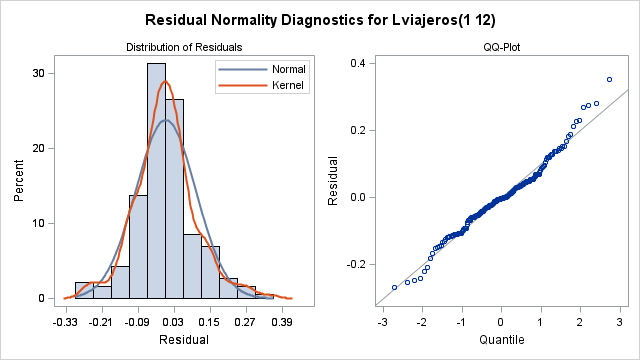 Residual Normality Diagnostics for Lviajeros(1 12)
Distribution of Residuals
Normal
Kernel
Percent
30
20
10
0
-0.33 -0.21 -0.09 0.03 0.15 0.27 0.39
Residual
QQ-Plot
Residual
0.4
0.2
0.0
-0.2
-3 -2 -1 0 1 2 3
Quantile